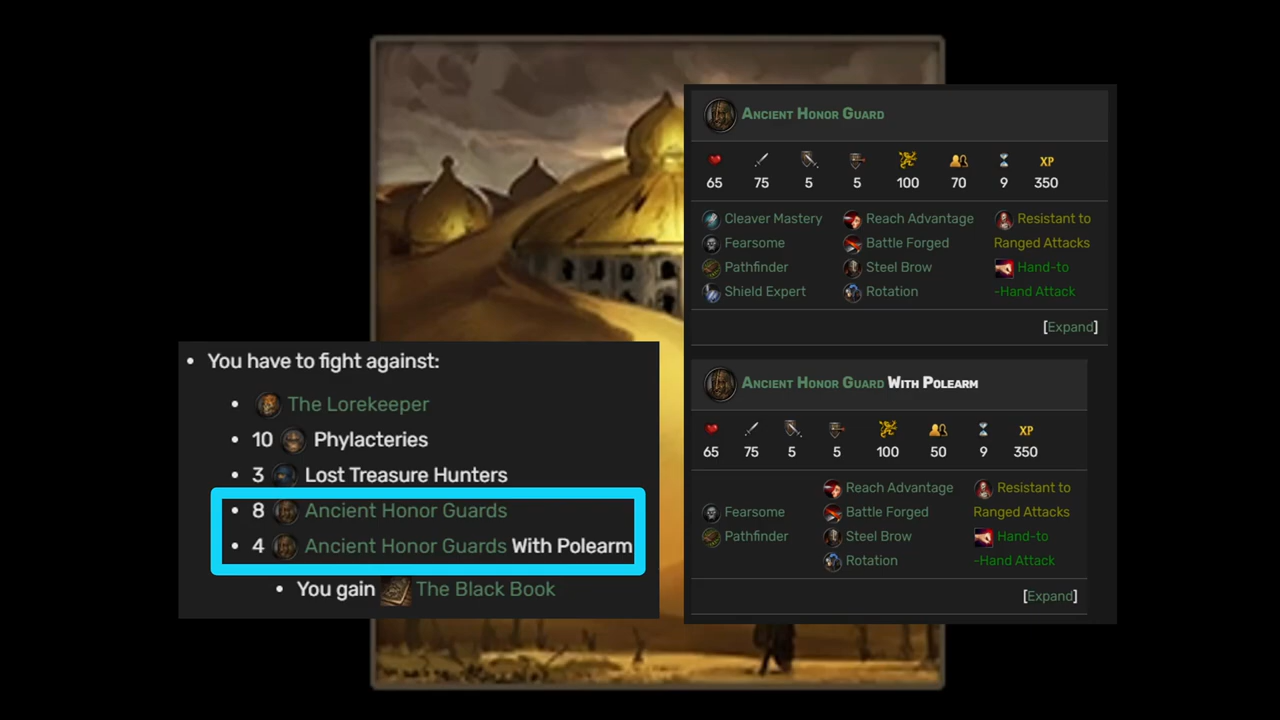 • You have to fight against:
• The Lorekeeper
• 10 Phylacteries
• 3 Lost Treasure Hunters
• 8 Ancient Honor Guards
• 4 Ancient Honor Guards With Polearm
• You gain The Black Book
Ancient Honor Guard
XP
65 75 5 5 100 70 9 350
Cleaver Mastery
Fearsome
Pathfinder
Shield Expert
Reach Advantage
Battle Forged
Steel Brow
Rotation
Resistant to
Ranged Attacks
Hand-to
-Hand Attack
[Expand]
Ancient Honor Guard With Polearm
XP
65 75 5 5 100 50 9 350
Fearsome
Pathfinder
Reach Advantage
Battle Forged
Steel Brow
Rotation
Resistant to
Ranged Attacks
Hand-to
-Hand Attack
[Expand]